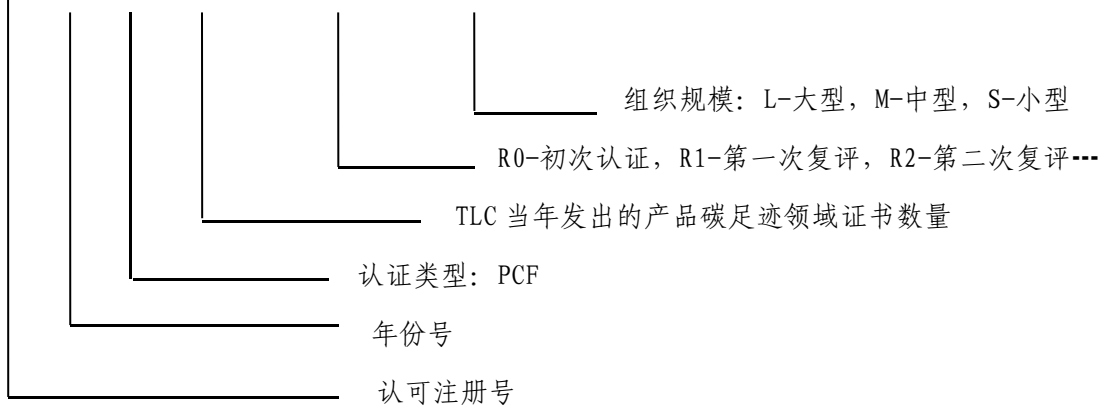 组织规模：L-大型，M-中型，S-小型
R0-初次认证，R1-第一次复评，R2-第二次复评---
TLC 当年发出的产品碳足迹领域证书数量
认证类型：PCF
年份号
认可注册号